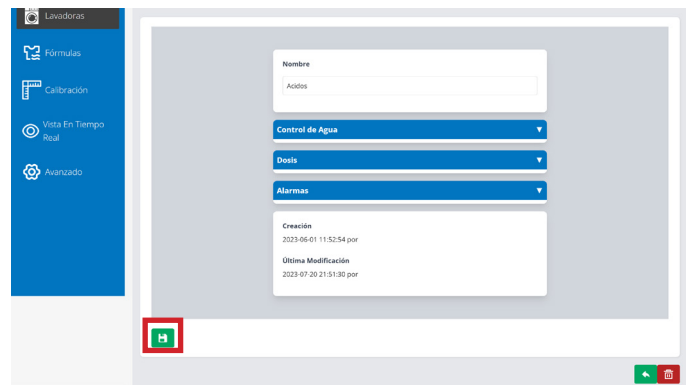 Lavadoras
Fórmulas
Calibración
Vista En Tiempo
Real
Avanzado
Nombre
Acidos
Control de Agua
Dosis
Alarmas
Creación
2023-06-01 11:52:54 por
Última Modificación
2023-07-20 21:51:30 por